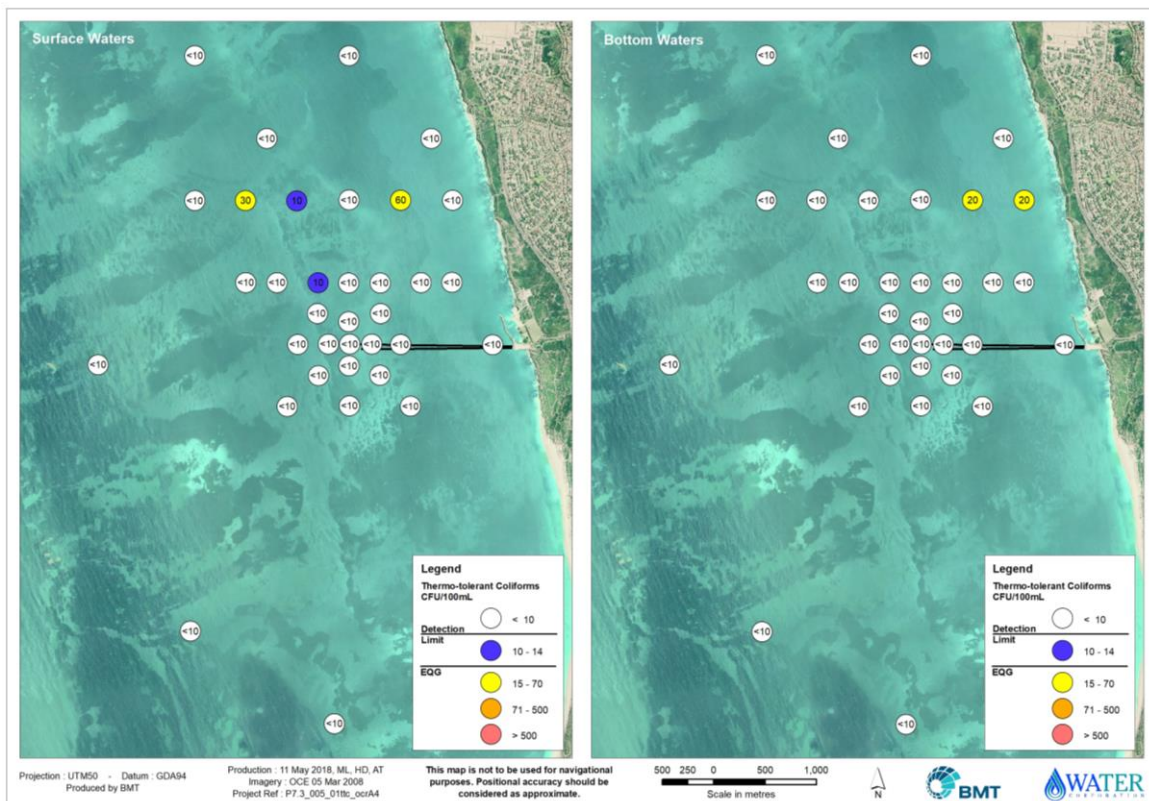 Surface Waters
<10 <10
<10 <10
<10 30 10 <10 60 <10
<10 <10 10 <10 <10 <10 <10
<10 <10 <10
<10 <10 <10 <10 <10 <10
<10 <10
<10 <10
<10 <10 <10
<10
<10
Legend
Thermo-tolerant Coliforms
CFU/100mL
< 10
Detection
Limit
10 - 14
EQG
15 - 70
71 - 500
> 500
Bottom Waters
<10 <10
<10 <10
<10 <10 <10 <10 20 20
<10 <10 <10 <10 <10 <10 <10
<10 <10 <10
<10 <10 <10 <10 <10 <10
<10 <10
<10 <10
<10 <10 <10
<10
<10
Legend
Thermo-tolerant Coliforms
CFU/100mL
< 10
Detection
Limit
10 - 14
EQG
15 - 70
71 - 500
> 500
Projection : UTM50 - Datum : GDA94
Produced by BMT
Production : 11 May 2018, ML, HD, AT
Imagery : OCE 05 Mar 2008
Project Ref : P7.3_005_01ttc_ocrA4
This map is not to be used for navigational
purposes. Positional accuracy should be
considered as approximate.
500 250 0 500 1,000
Scale in metres
N
BMT
WATER
CORPORATION